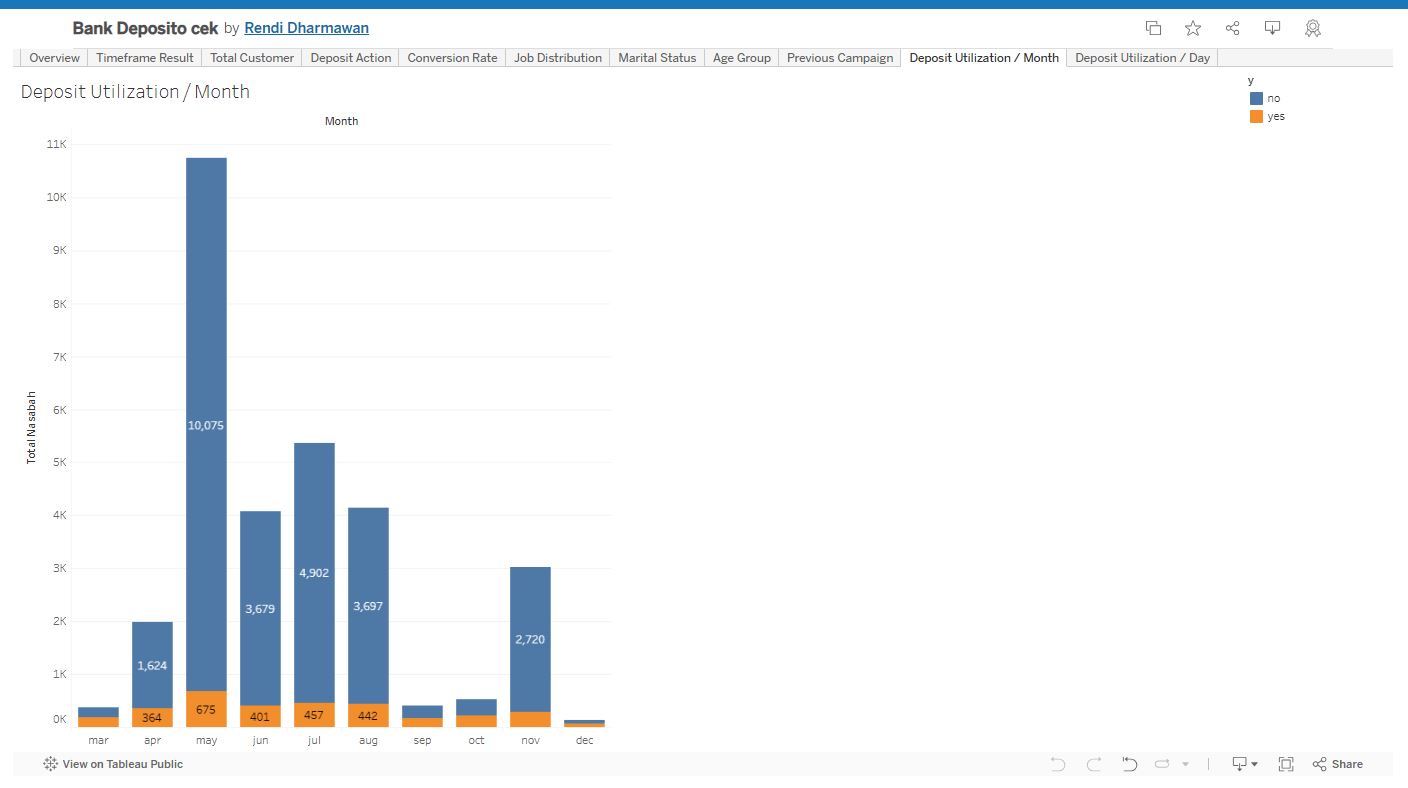 Bank Deposito cek by Rendi Dharmawan
Overview Timeframe Result Total Customer Deposit Action Conversion Rate Job Distribution Marital Status Age Group Previous Campaign Deposit Utilization / Month Deposit Utilization / Day
Deposit Utilization / Month
y
no
yes
Month
11K
10K
9K
8K
7K
6K
5K
4K
3K
2K
1K
0K
Total Nasabah
10,075
4,902
3,679
3,697
2,720
1,624
364
675
401
457
442
mar apr may jun jul aug sep oct nov dec
View on Tableau Public
Share